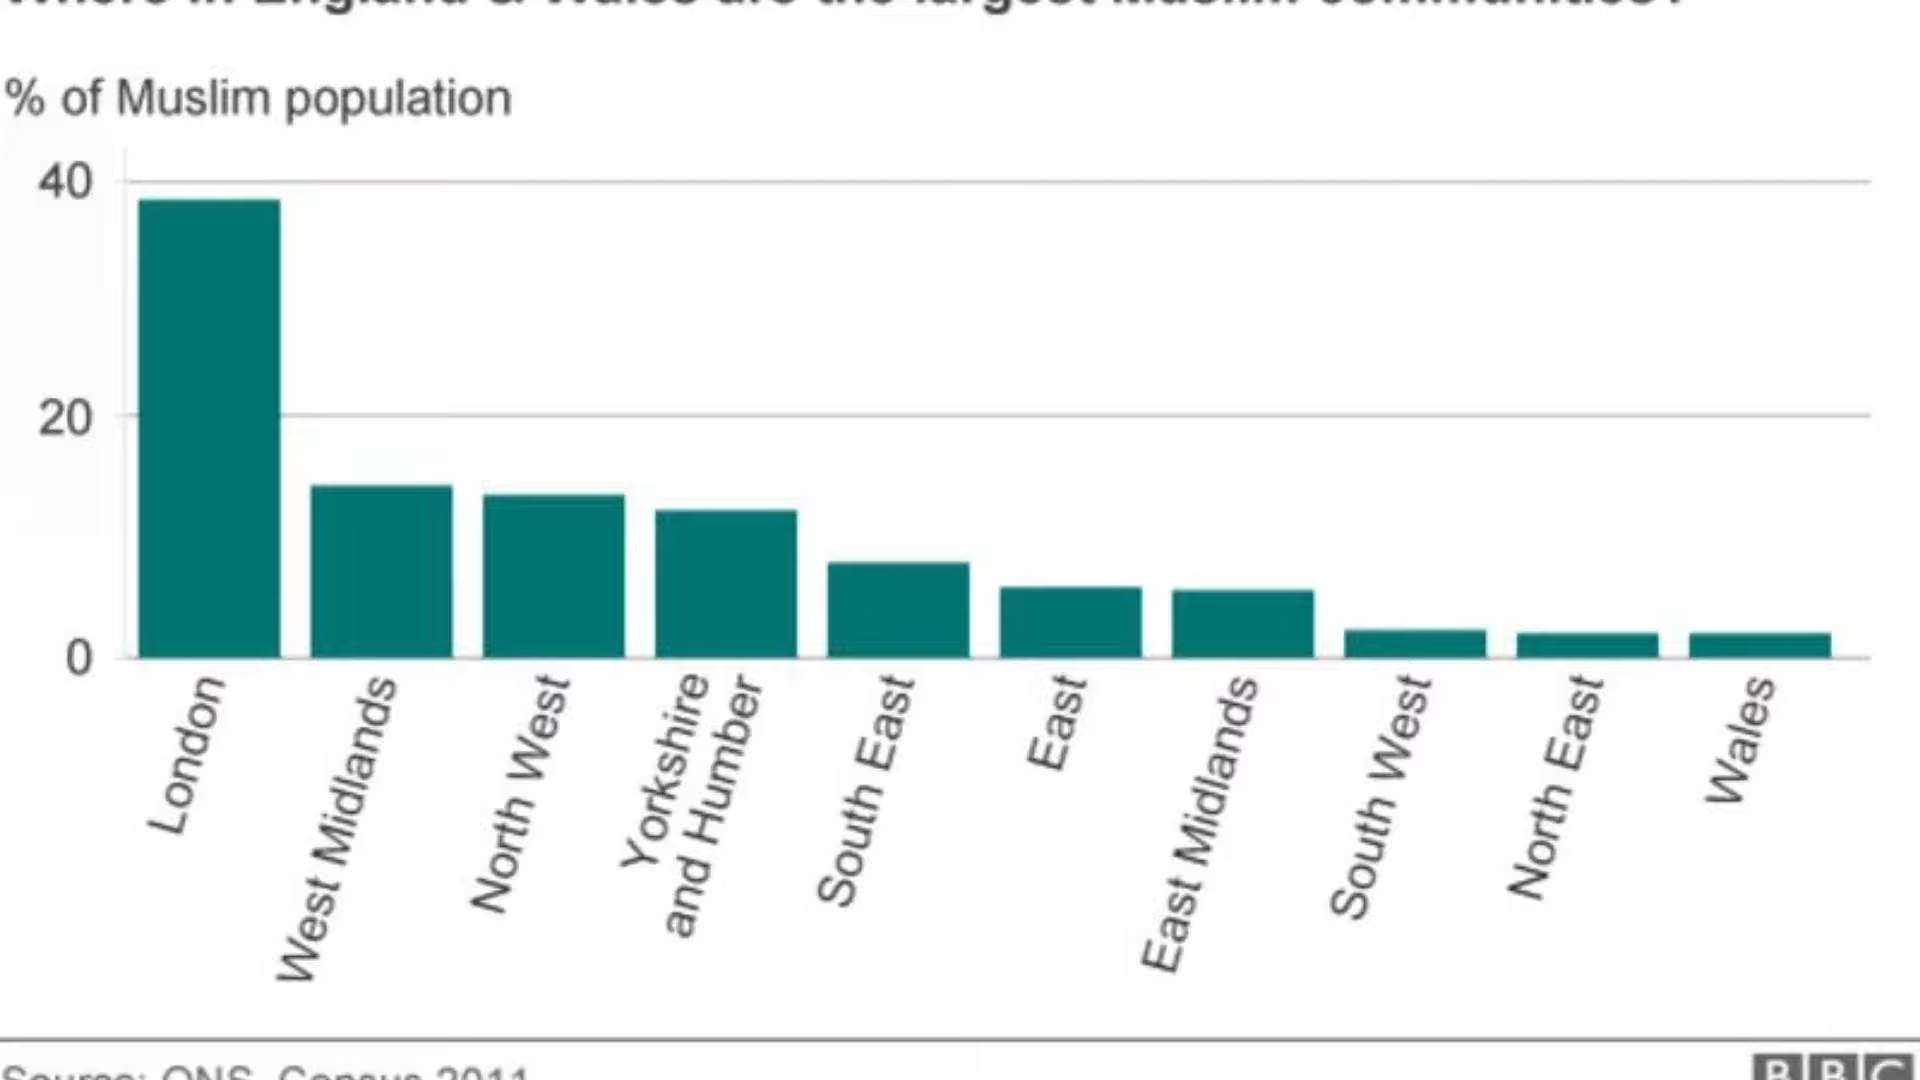 Where in England & Wales are the largest Muslim communities?
% of Muslim population
40
20
0
London
West Midlands
North West
Yorkshire
and Humber
South East
East
East Midlands
South West
North East
Wales
Source: ONS, Census 2011
BBC